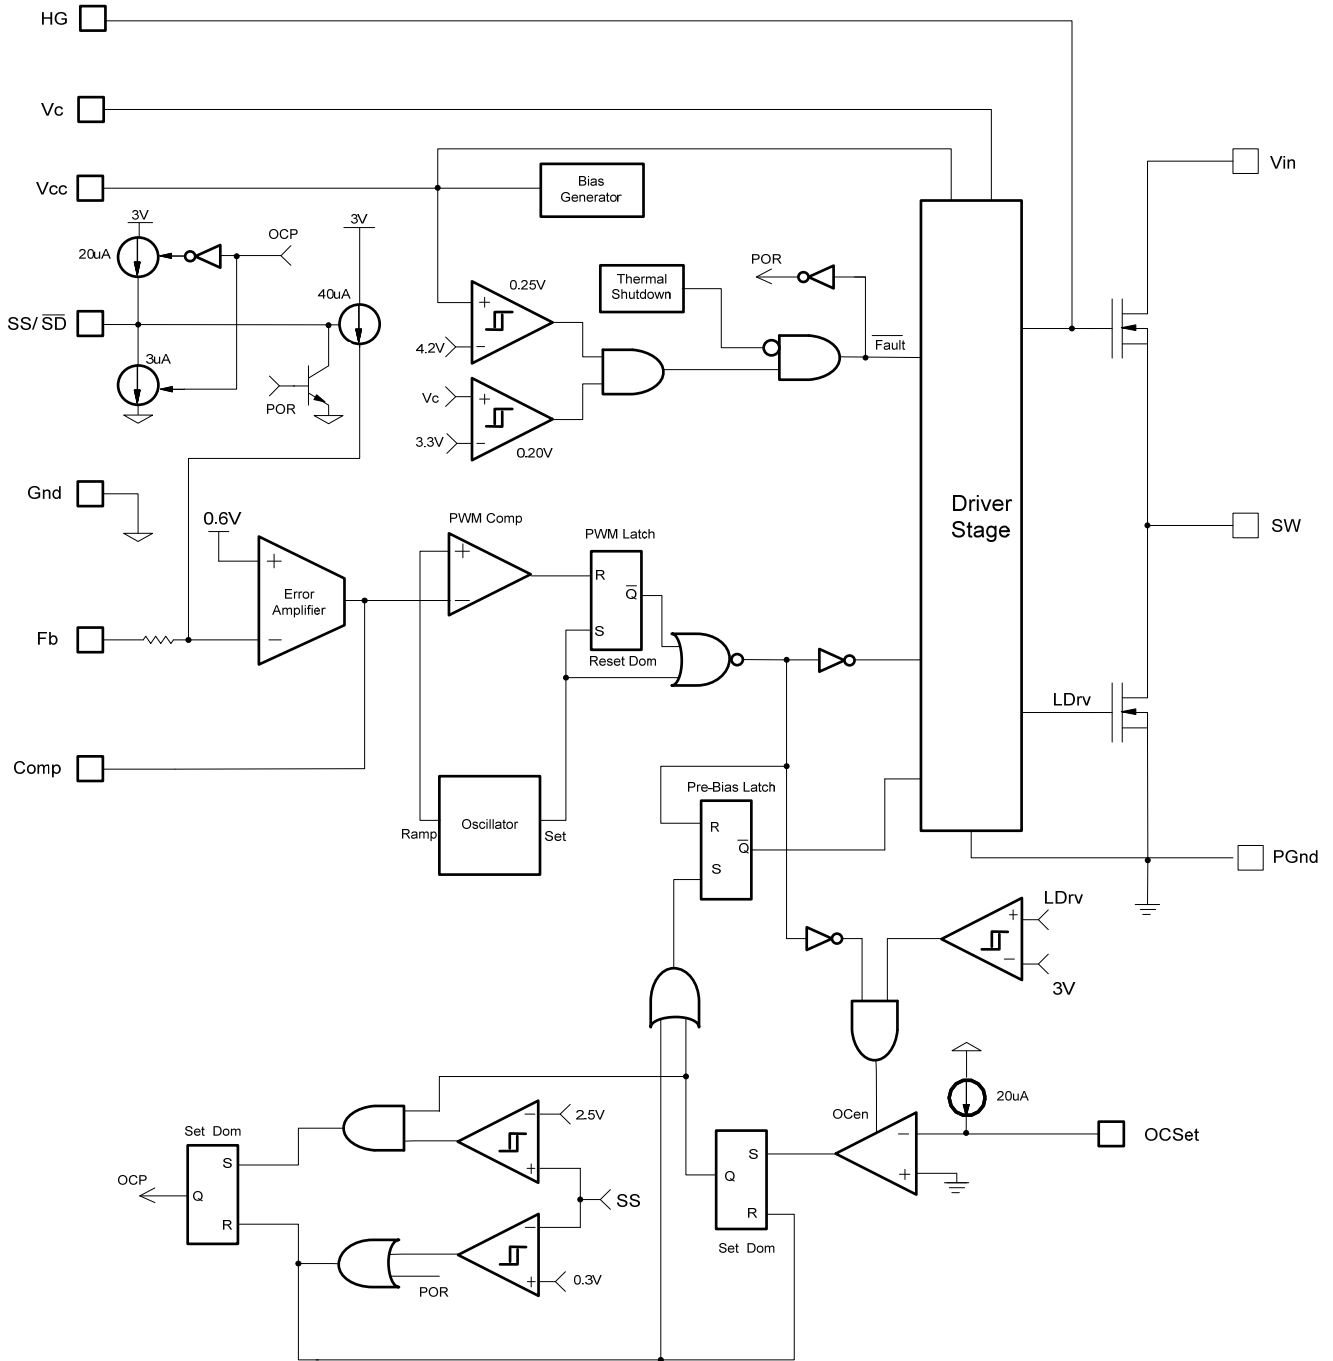 HG
Vc
Vin
Vcc
Bias
Generator
3V
3V
OCP
20uA
POR
Thermal
Shutdown
0.25V
40uA
SS/ S̅D̅
Fault
4.2V
3uA
Vc
POR
3.3V
0.20V
Gnd
Driver
Stage
0.6V
PWM Comp
SW
PWM Latch
R
Q
Error
Amplifier
Fb
S
Reset Dom
LDrv
Comp
Pre-Bias Latch
Ramp
Oscillator
Set
R
Q
S
PGnd
LDrv
3V
20uA
2.5V
OCen
Set Dom
OCSet
S
S
OCP
Q
Q
SS
R
R
Set Dom
0.3V
POR